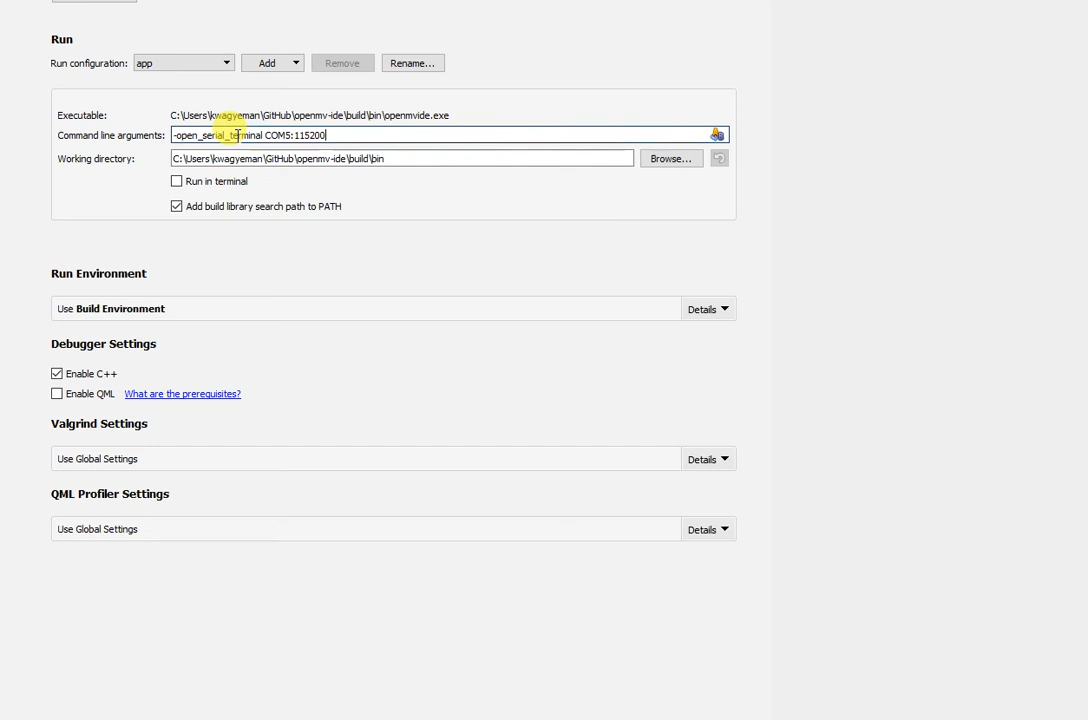 Run
Run configuration: app Add Remove Rename...
Executable: C:\Users\kwagyeman\GitHub\openmv-ide\build\bin\openmvide.exe
Command line arguments: -open_serial_terminal COM5:115200
Working directory: C:\Users\kwagyeman\GitHub\openmv-ide\build\bin Browse...
Run in terminal
Add build library search path to PATH
Run Environment
Use Build Environment Details
Debugger Settings
Enable C++
Enable QML What are the prerequisites?
Valgrind Settings
Use Global Settings Details
QML Profiler Settings
Use Global Settings Details